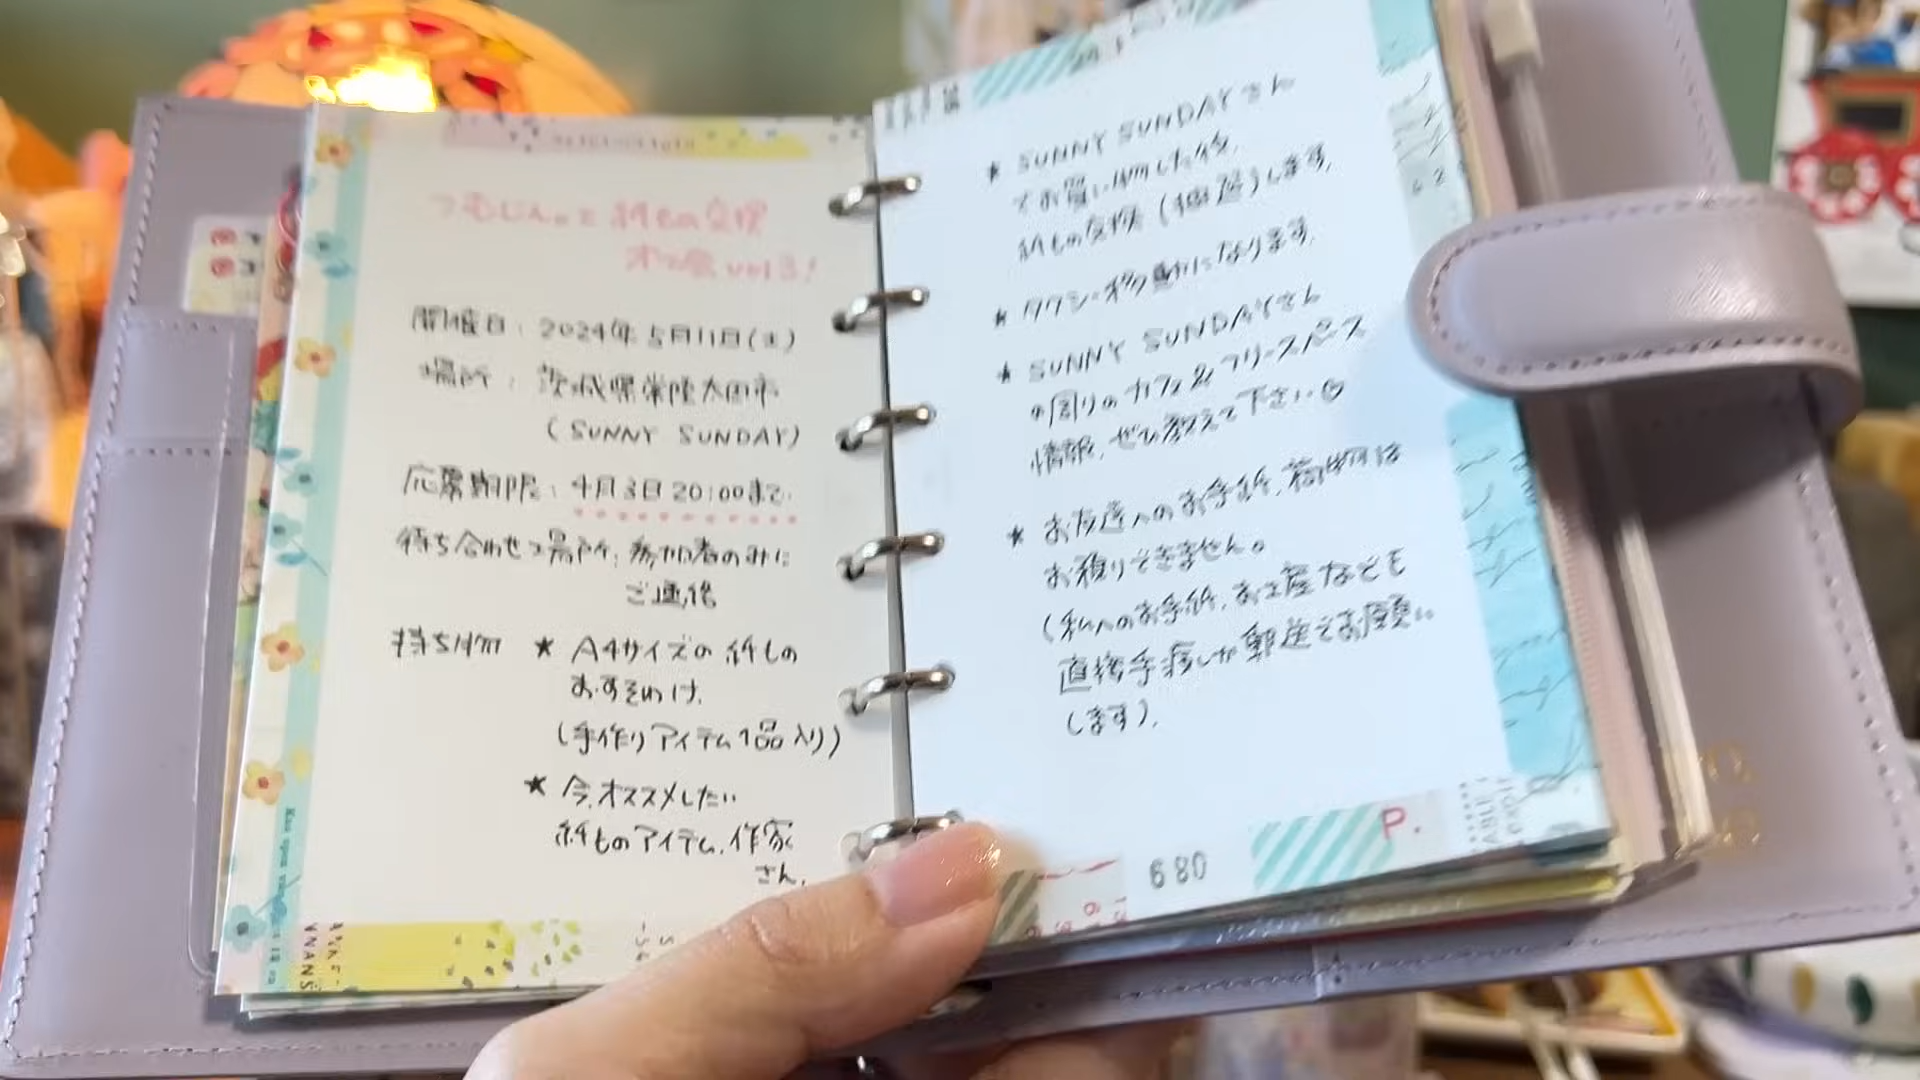 つむじん。と紙もの交換
オフ会 vol 3!
開催日: 2024年5月11日(土)
場所: 茨城県常陸太田市
(SUNNY SUNDAY)
応募期限: 4月3日 20:00まで
待ち合わせ場所: 参加者のみに
ご連絡
持ち物 ★ A4サイズの紙もの
おすそわけ.
(手作りアイテム1品入り)
★ 今、オススメしたい
紙ものアイテム、作家
さん.
★ SUNNY SUNDAYさん
でお買い物した後、
紙もの交換(抽選)します。
★ タクシー移動になります。
★ SUNNY SUNDAYさん
の周りのカフェ&フリースペース
情報、ぜひ教えて下さい
★ お友達へのお手紙、荷物は
お預りできません。
(私へのお手紙、お土産なども
直接手渡しか郵送でお願い
します).
P.
680